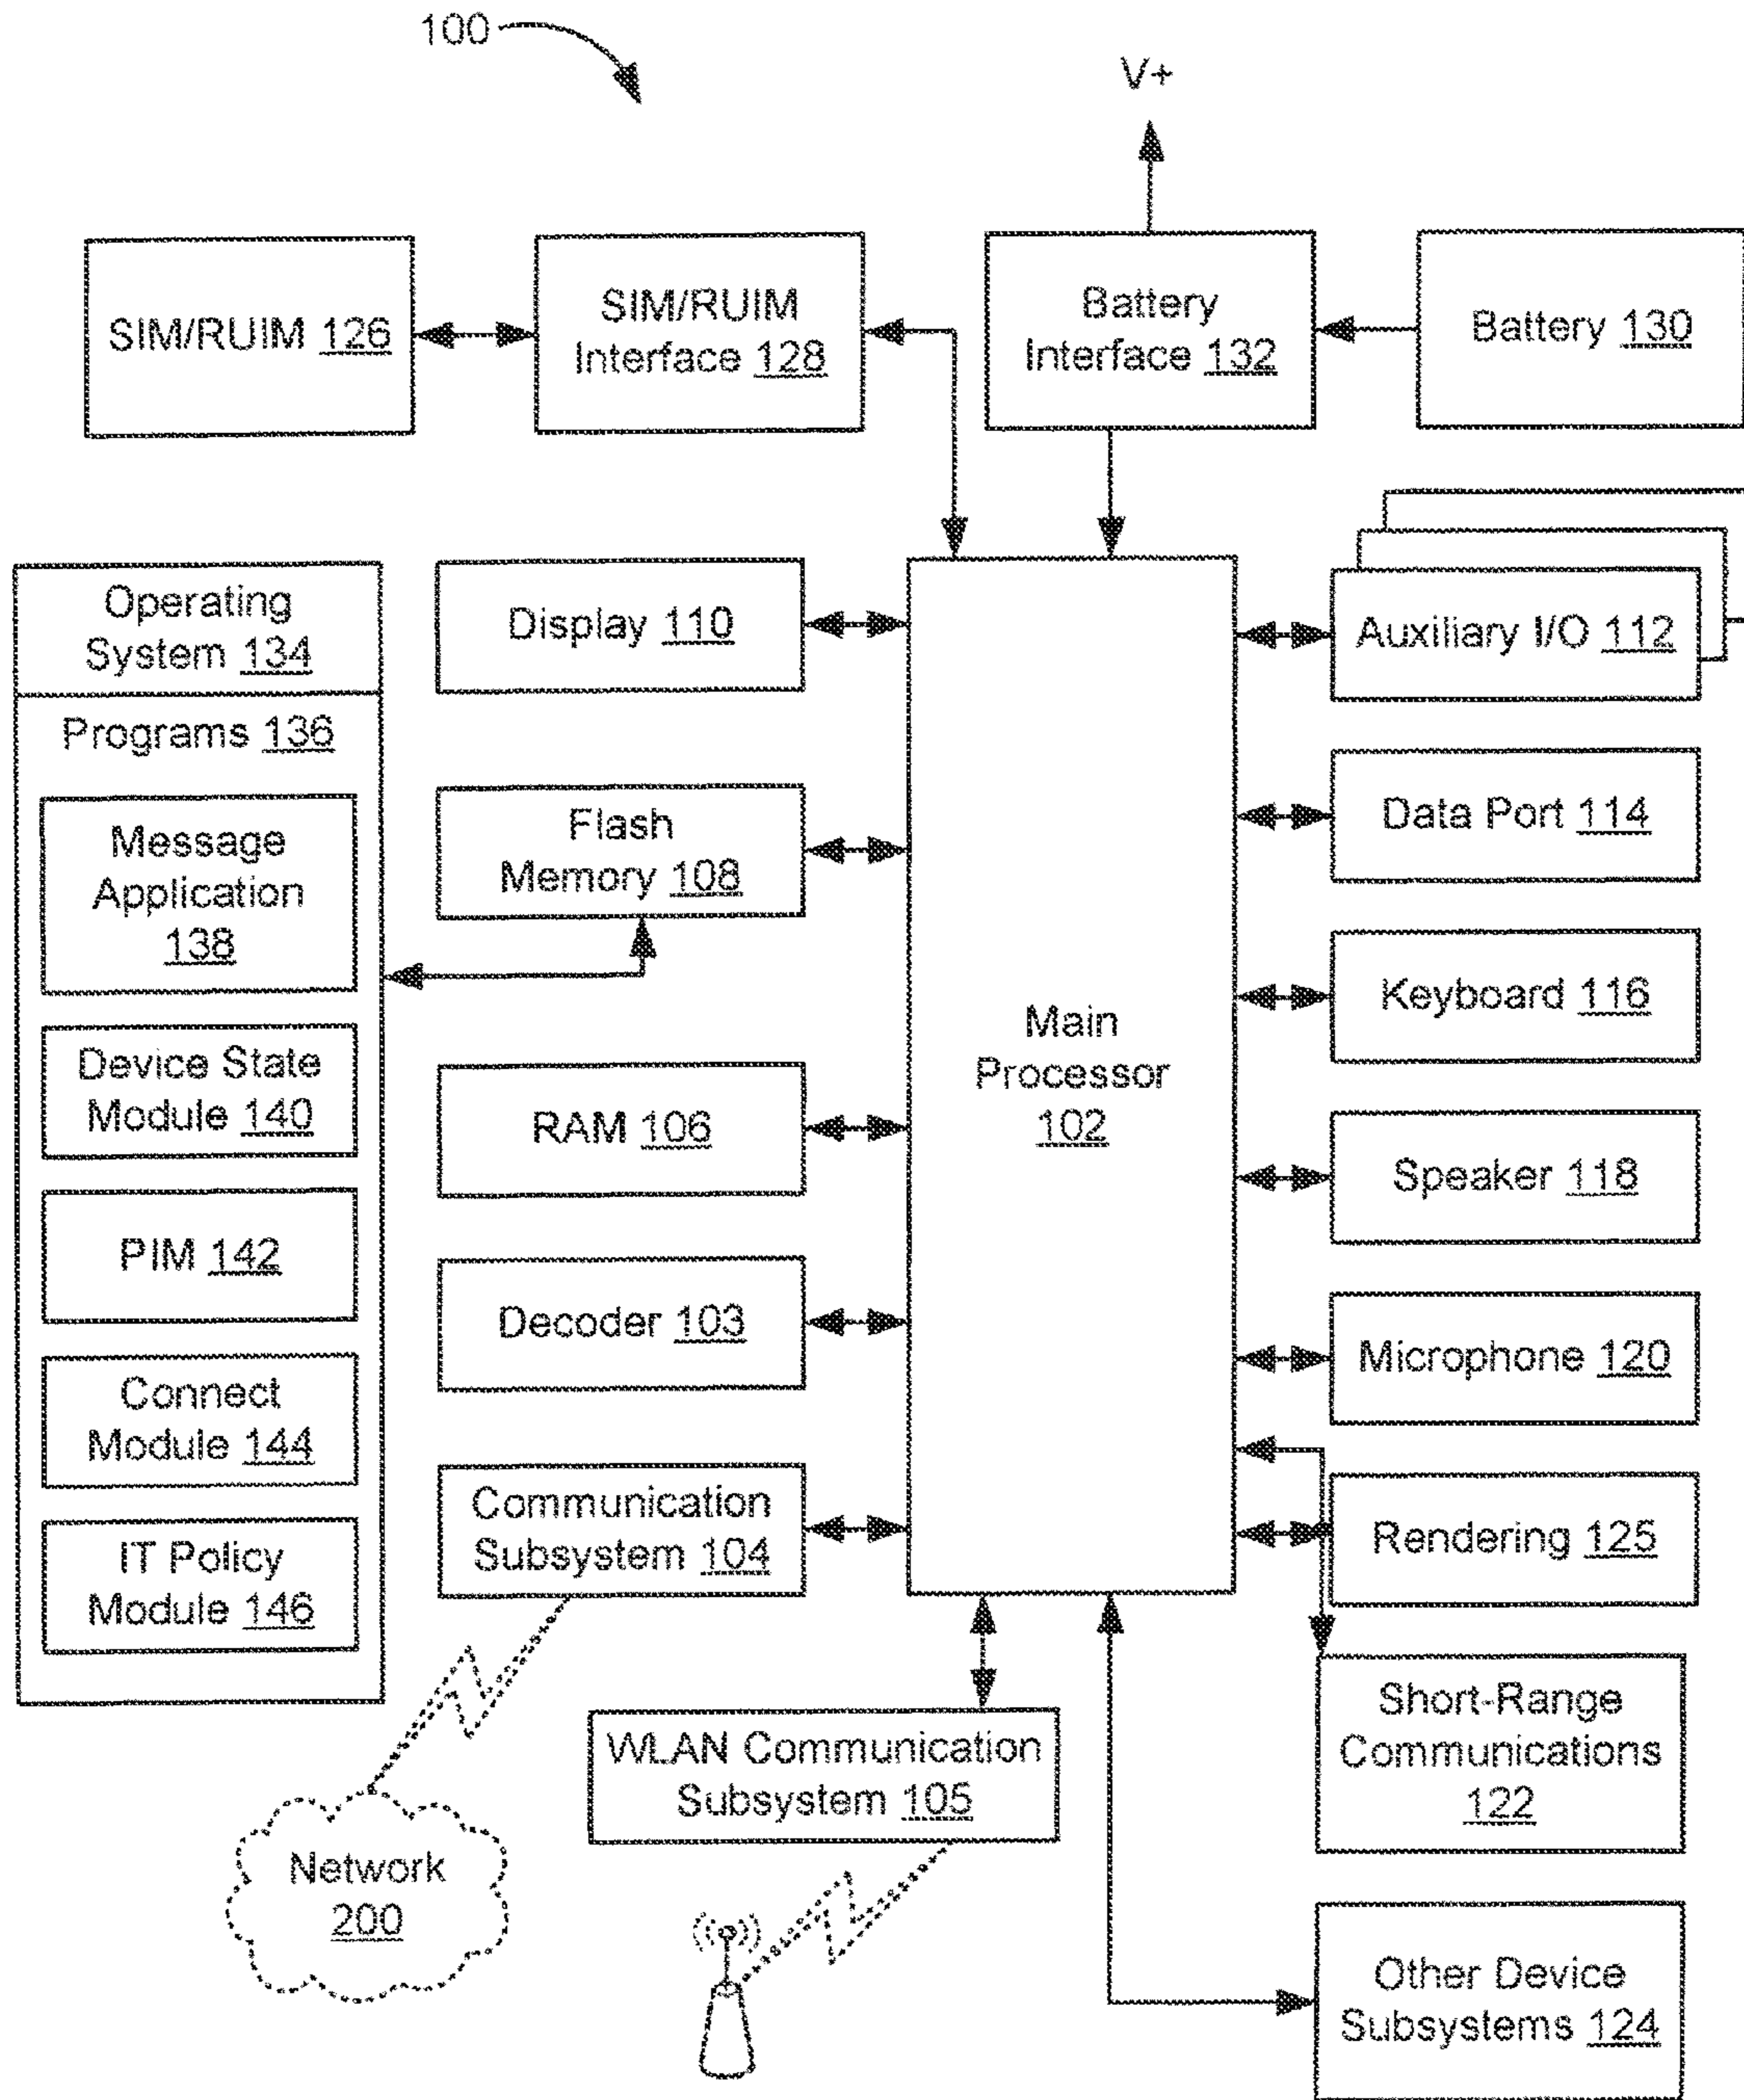 100
V+
SIM/RUIM 126
SIM/RUIM
Interface 128
Battery
Interface 132
Battery 130
Operating
System 134
Programs 136
Message
Application
138
Device State
Module 140
PIM 142
Connect
Module 144
IT Policy
Module 146
Display 110
Flash
Memory 108
RAM 106
Decoder 103
Communication
Subsystem 104
Main
Processor
102
Auxiliary I/O 112
Data Port 114
Keyboard 116
Speaker 118
Microphone 120
Rendering 125
Short-Range
Communications
122
WLAN Communication
Subsystem 105
Network
200
Other Device
Subsystems 124